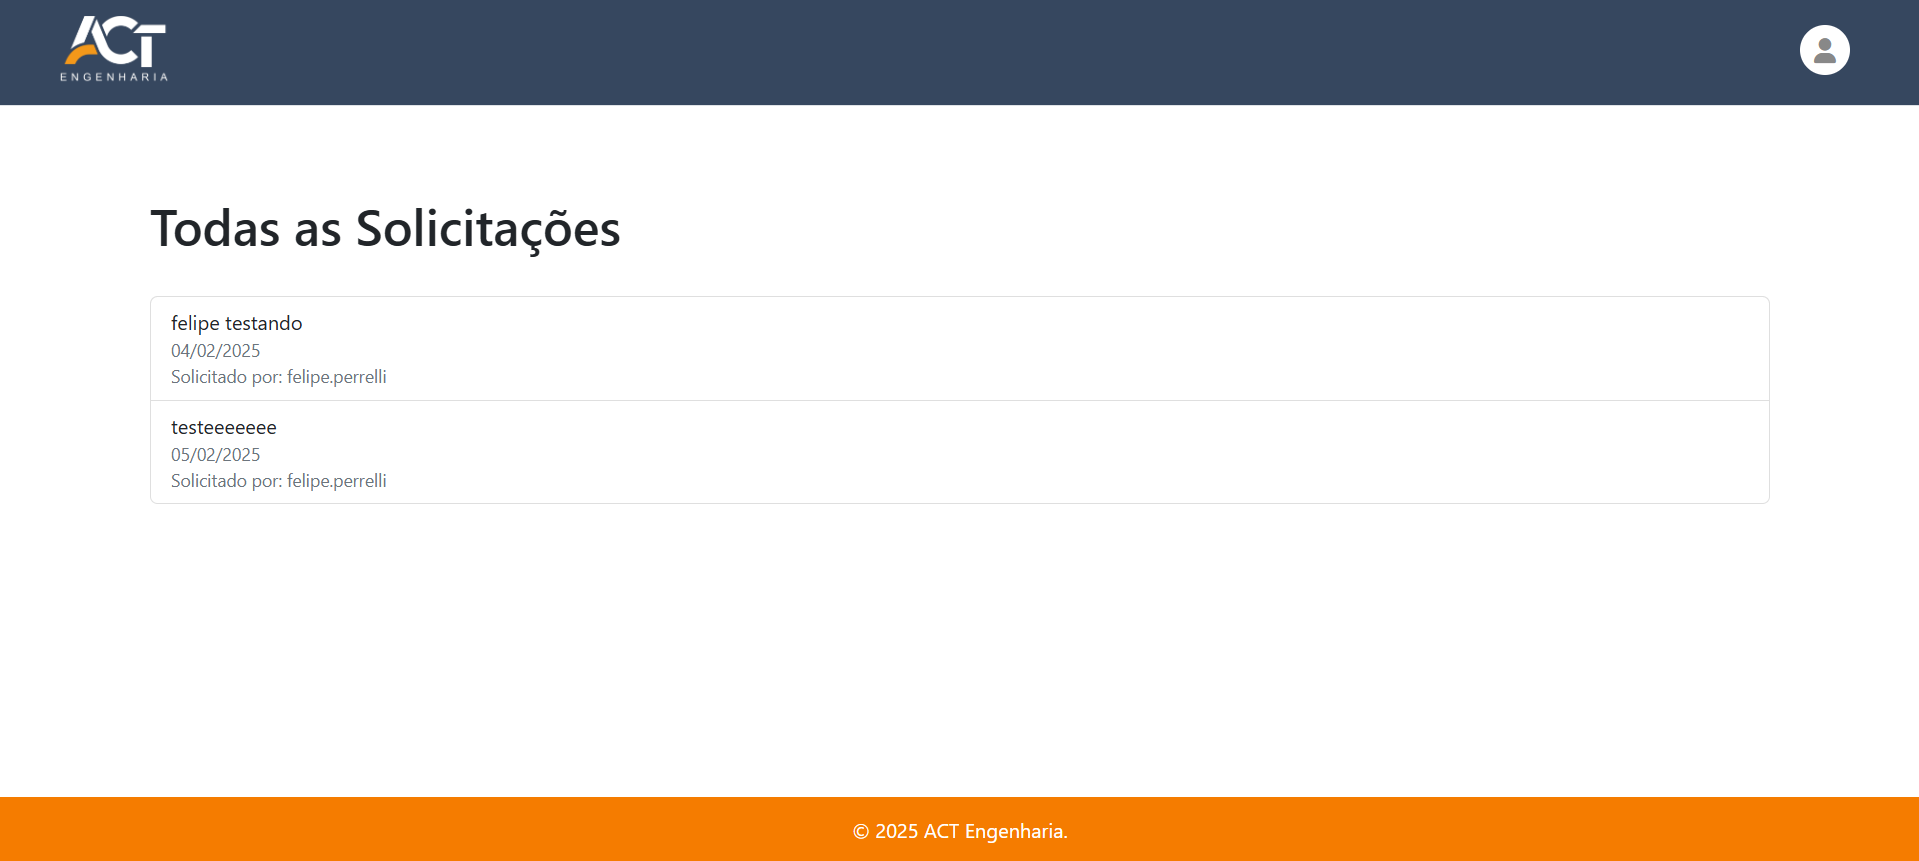 ACT
ENGENHARIA
Todas as Solicitações
felipe testando
04/02/2025
Solicitado por: felipe.perrelli
testeeeeeee
05/02/2025
Solicitado por: felipe.perrelli
© 2025 ACT Engenharia.